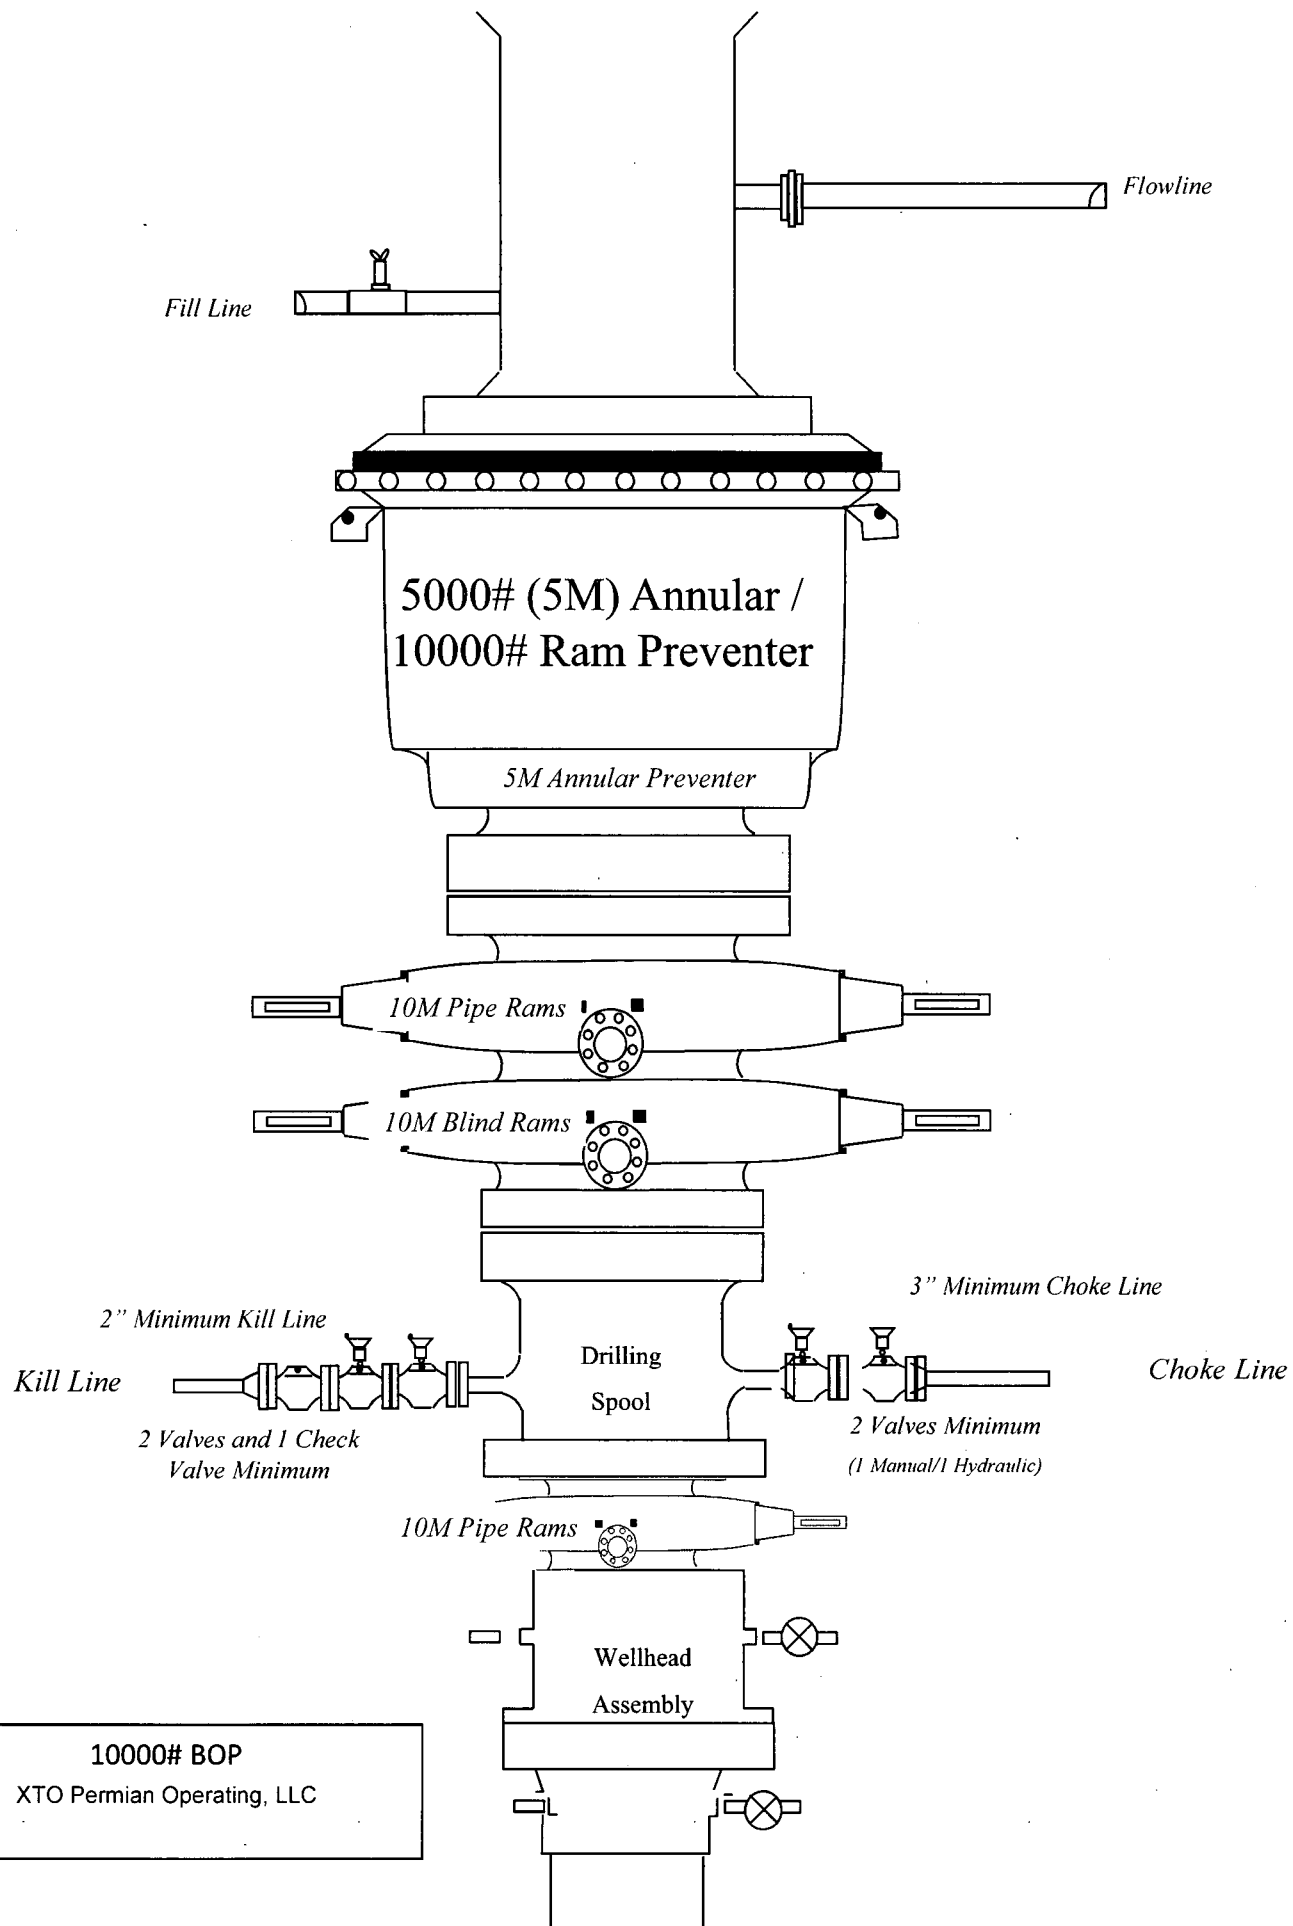 Flowline
Fill Line
5000# (5M) Annular /
10000# Ram Preventer
5M Annular Preventer
10M Pipe Rams
10M Blind Rams
3” Minimum Choke Line
2” Minimum Kill Line
Drilling
Spool
Kill Line
Choke Line
2 Valves and 1 Check
Valve Minimum
2 Valves Minimum
(1 Manual/1 Hydraulic)
10M Pipe Rams
Wellhead
Assembly
10000# BOP
XTO Permian Operating, LLC